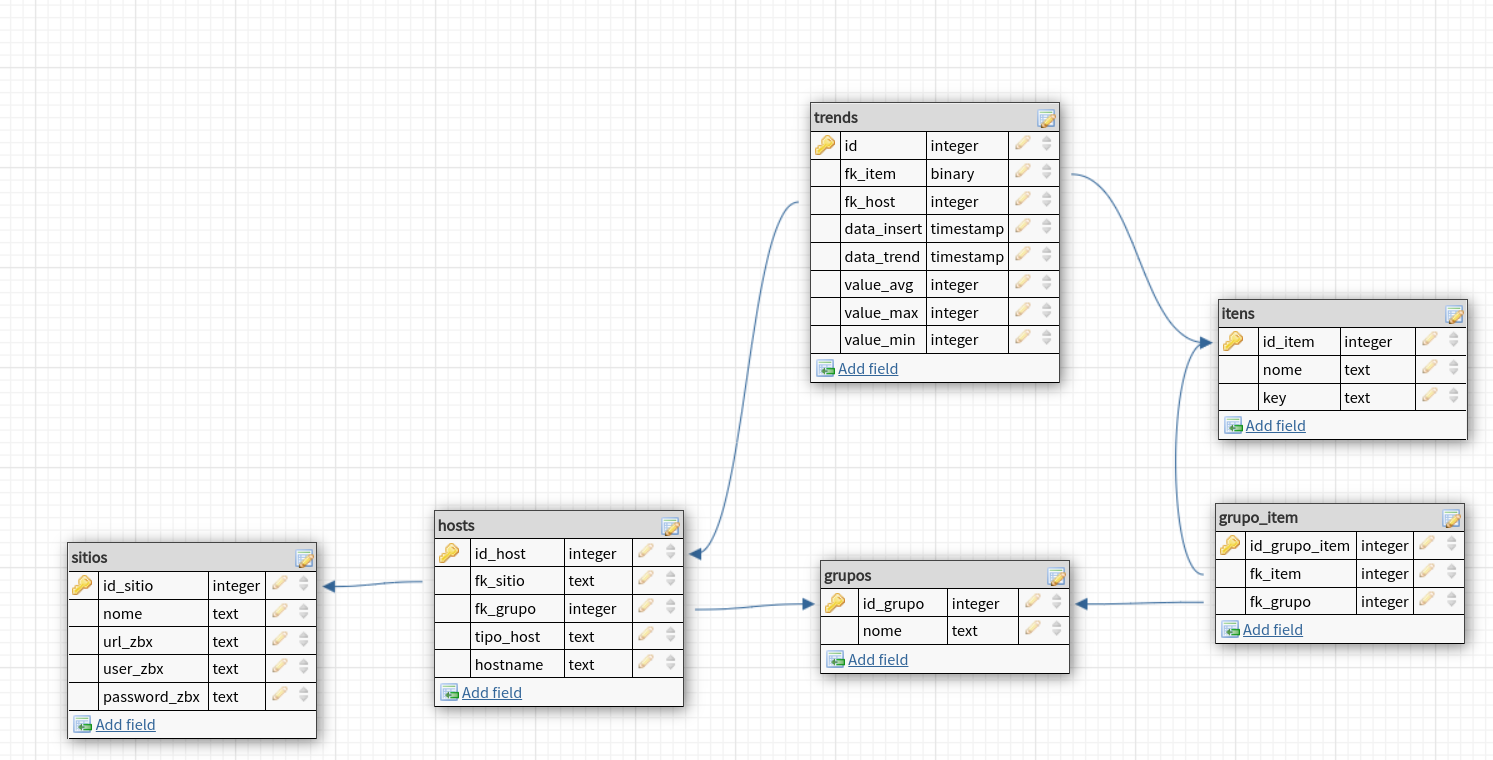 trends
id integer
fk_item binary
fk_host integer
data_insert timestamp
data_trend timestamp
value_avg integer
value_max integer
value_min integer
Add field
itens
id_item integer
nome text
key text
Add field
hosts
id_host integer
fk_sitio text
fk_grupo integer
tipo_host text
hostname text
Add field
sitios
id_sitio integer
nome text
url_zbx text
user_zbx text
password_zbx text
Add field
grupos
id_grupo integer
nome text
Add field
grupo_item
id_grupo_item integer
fk_item integer
fk_grupo integer
Add field